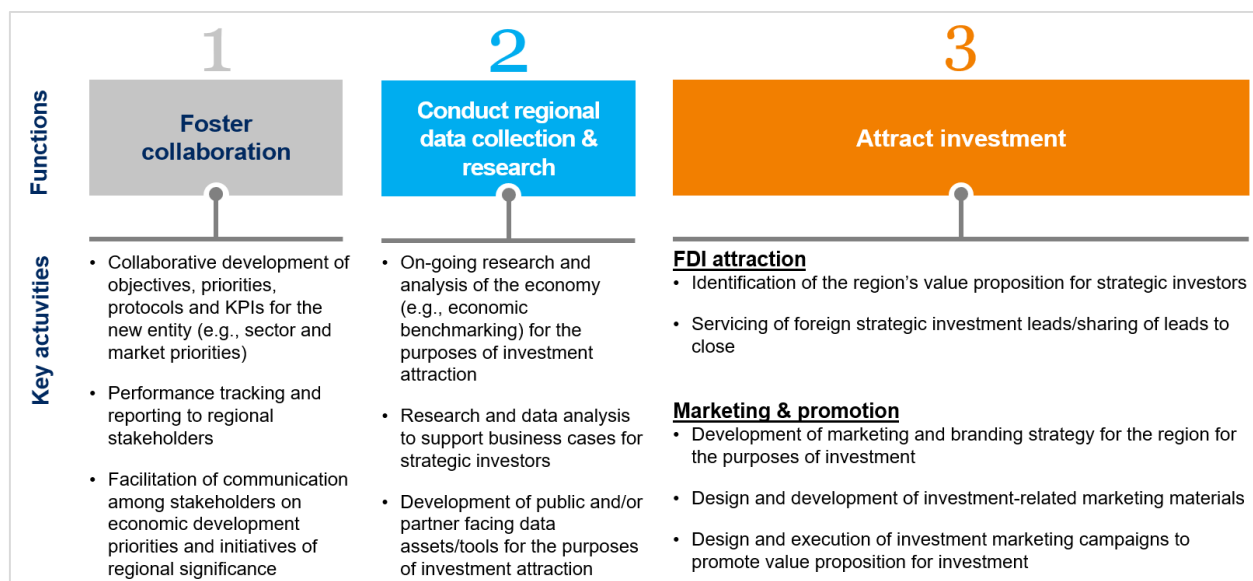 1
2
3
Functions
Foster
collaboration
Conduct regional
data collection &
research
Attract investment
Key actuvities
• Collaborative development of
objectives, priorities,
protocols and KPIs for the
new entity (e.g., sector and
market priorities)
• Performance tracking and
reporting to regional
stakeholders
• Facilitation of communication
among stakeholders on
economic development
priorities and initiatives of
regional significance
• On-going research and
analysis of the economy
(e.g., economic
benchmarking) for the
purposes of investment
attraction
• Research and data analysis
to support business cases for
strategic investors
• Development of public and/or
partner facing data
assets/tools for the purposes
of investment attraction
FDI attraction
• Identification of the region’s value proposition for strategic investors
• Servicing of foreign strategic investment leads/sharing of leads to
close
Marketing & promotion
• Development of marketing and branding strategy for the region for
the purposes of investment
• Design and development of investment-related marketing materials
• Design and execution of investment marketing campaigns to
promote value proposition for investment